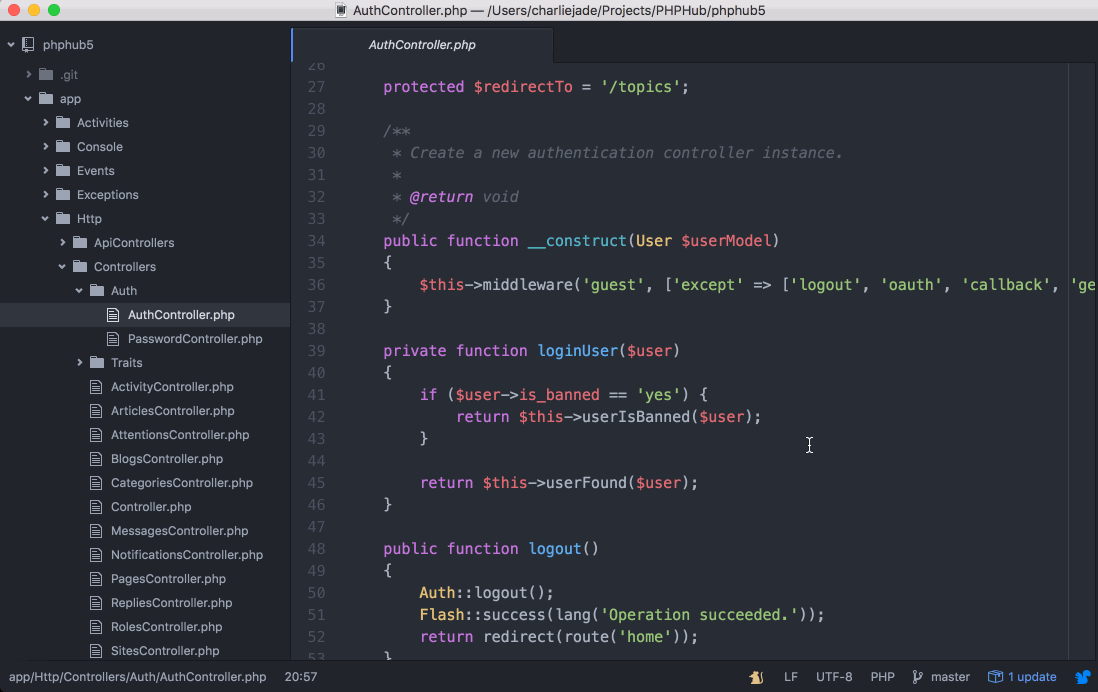 AuthController.php — /Users/charliejade/Projects/PHPHub/phphub5
phphub5
.git
app
Activities
Console
Events
Exceptions
Http
ApiControllers
Controllers
Auth
AuthController.php
PasswordController.php
Traits
ActivityController.php
ArticlesController.php
AttentionsController.php
BlogsController.php
CategoriesController.php
Controller.php
MessagesController.php
NotificationsController.php
PagesController.php
RepliesController.php
RolesController.php
SitesController.php
AuthController.php
26
27 protected $redirectTo = '/topics';
28
29 /**
30 * Create a new authentication controller instance.
31 *
32 * @return void
33 */
34 public function __construct(User $userModel)
35 {
36 $this->middleware('guest', ['except' => ['logout', 'oauth', 'callback', 'ge
37 }
38
39 private function loginUser($user)
40 {
41 if ($user->is_banned == 'yes') {
42 return $this->userIsBanned($user);
43 }
44
45 return $this->userFound($user);
46 }
47
48 public function logout()
49 {
50 Auth::logout();
51 Flash::success(lang('Operation succeeded.'));
52 return redirect(route('home'));
53 }
app/Http/Controllers/Auth/AuthController.php 20:57 LF UTF-8 PHP master 1 update